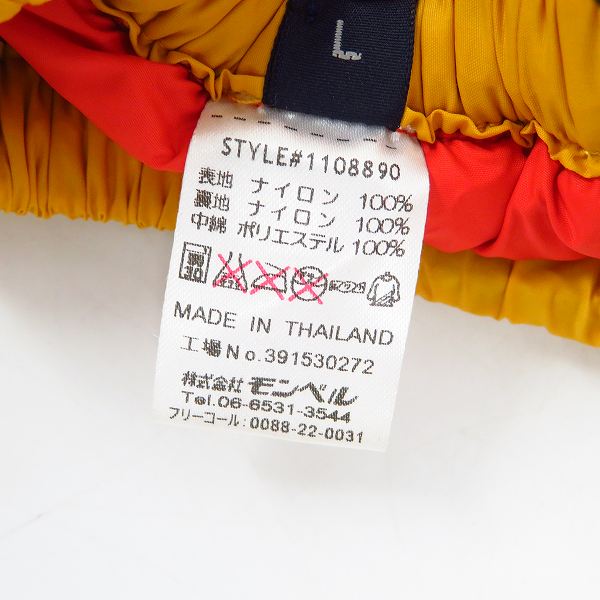 L
STYLE#1108890
表地 ナイロン 100%
裏地 ナイロン 100%
中綿 ポリエステル 100%
MADE IN THAILAND
工場No.391530272
株式会社 モンベル
Tel.06-6531-3544
フリーコール:0088-22-0031